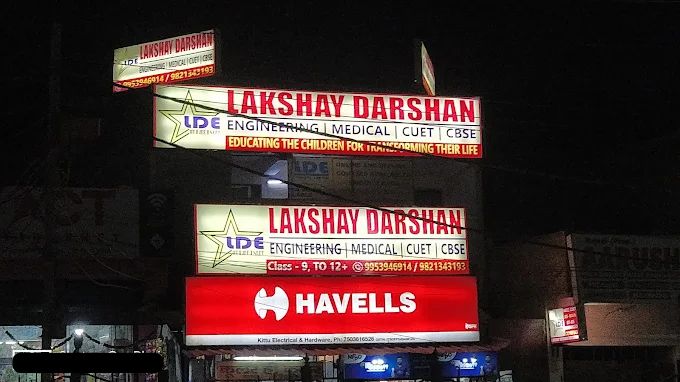 LAKSHAY DARSHAN
LDE
ENGINEERING | MEDICAL | CUET | CBSE
9953946914 / 9821343193
LAKSHAY DARSHAN
LDE
ENGINEERING | MEDICAL | CUET | CBSE
EDUCATING THE CHILDREN FOR TRANSFORMING THEIR LIFE
LDE
LAKSHAY DARSHAN
LDE
ENGINEERING | MEDICAL | CUET | CBSE
Class - 9, TO 12+ 9953946914 / 9821343193
HAVELLS
Kittu Electrical & Hardware, Ph: 7503616526